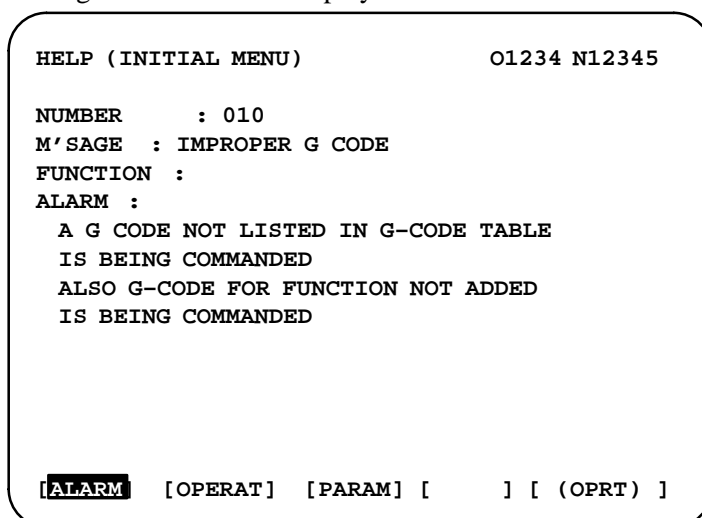 HELP (INITIAL MENU) O1234 N12345
NUMBER : 010
M'SAGE : IMPROPER G CODE
FUNCTION :
ALARM :
A G CODE NOT LISTED IN G-CODE TABLE
IS BEING COMMANDED
ALSO G-CODE FOR FUNCTION NOT ADDED
IS BEING COMMANDED
[ALARM] [OPERAT] [PARAM] [ ] [ (OPRT) ]